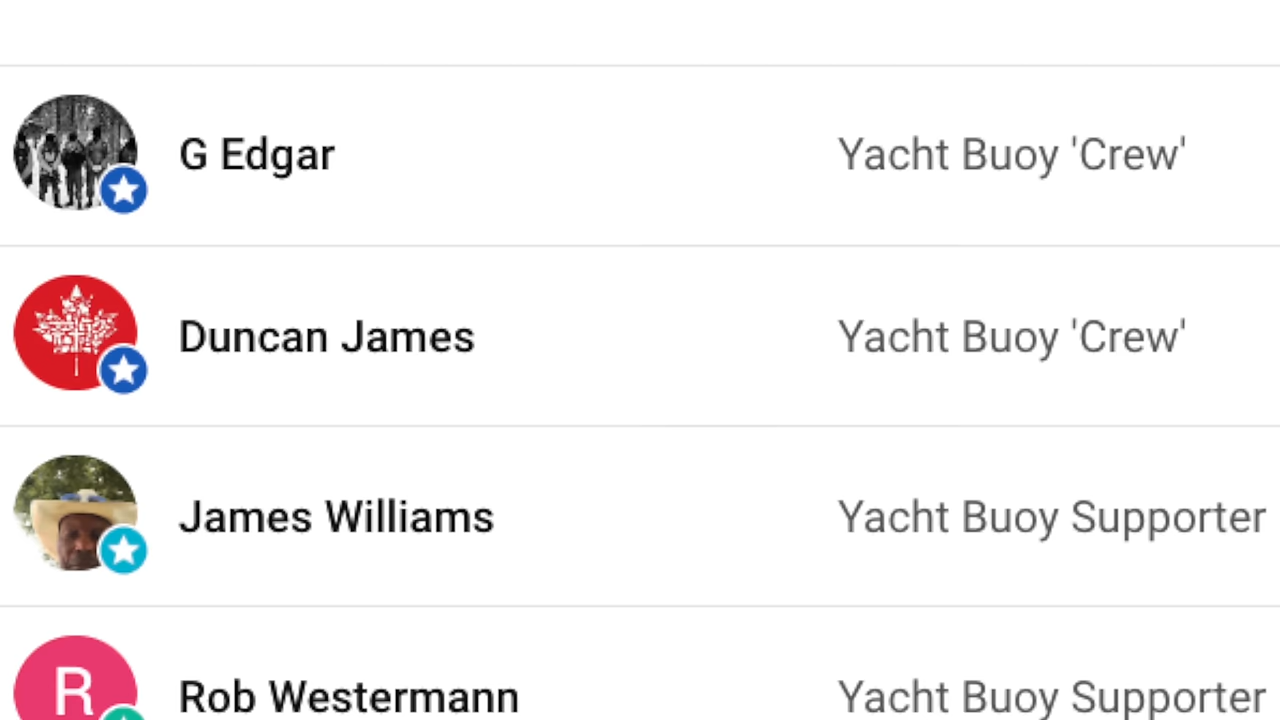 G Edgar Yacht Buoy 'Crew'
Duncan James Yacht Buoy 'Crew'
James Williams Yacht Buoy Supporter
R Rob Westermann Yacht Buoy Supporter